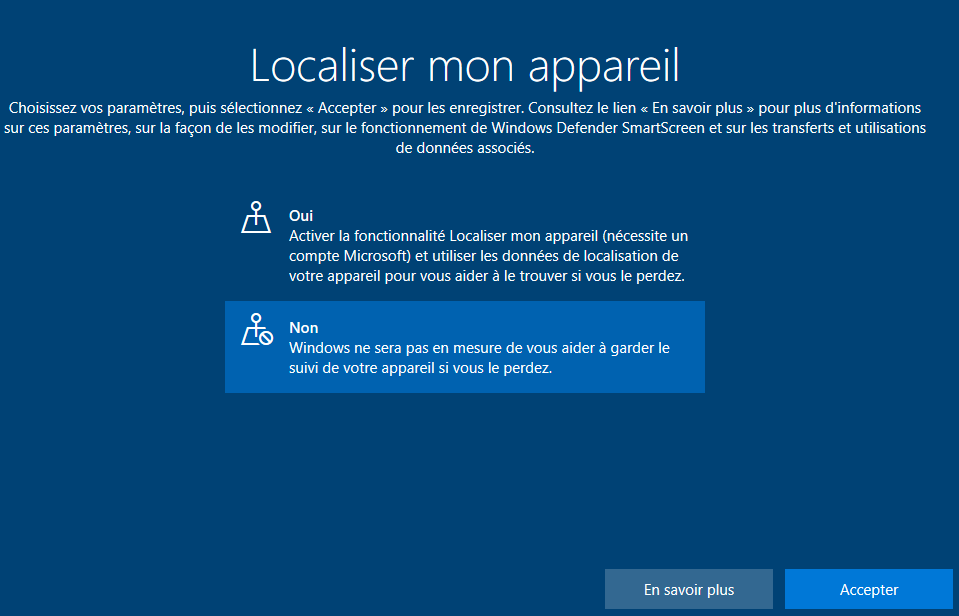 Localiser mon appareil
Choisissez vos paramètres, puis sélectionnez « Accepter » pour les enregistrer. Consultez le lien « En savoir plus » pour plus d'informations
sur ces paramètres, sur la façon de les modifier, sur le fonctionnement de Windows Defender SmartScreen et sur les transferts et utilisations
de données associés.
Oui
Activer la fonctionnalité Localiser mon appareil (nécessite un
compte Microsoft) et utiliser les données de localisation de
votre appareil pour vous aider à le trouver si vous le perdez.
Non
Windows ne sera pas en mesure de vous aider à garder le
suivi de votre appareil si vous le perdez.
En savoir plus
Accepter